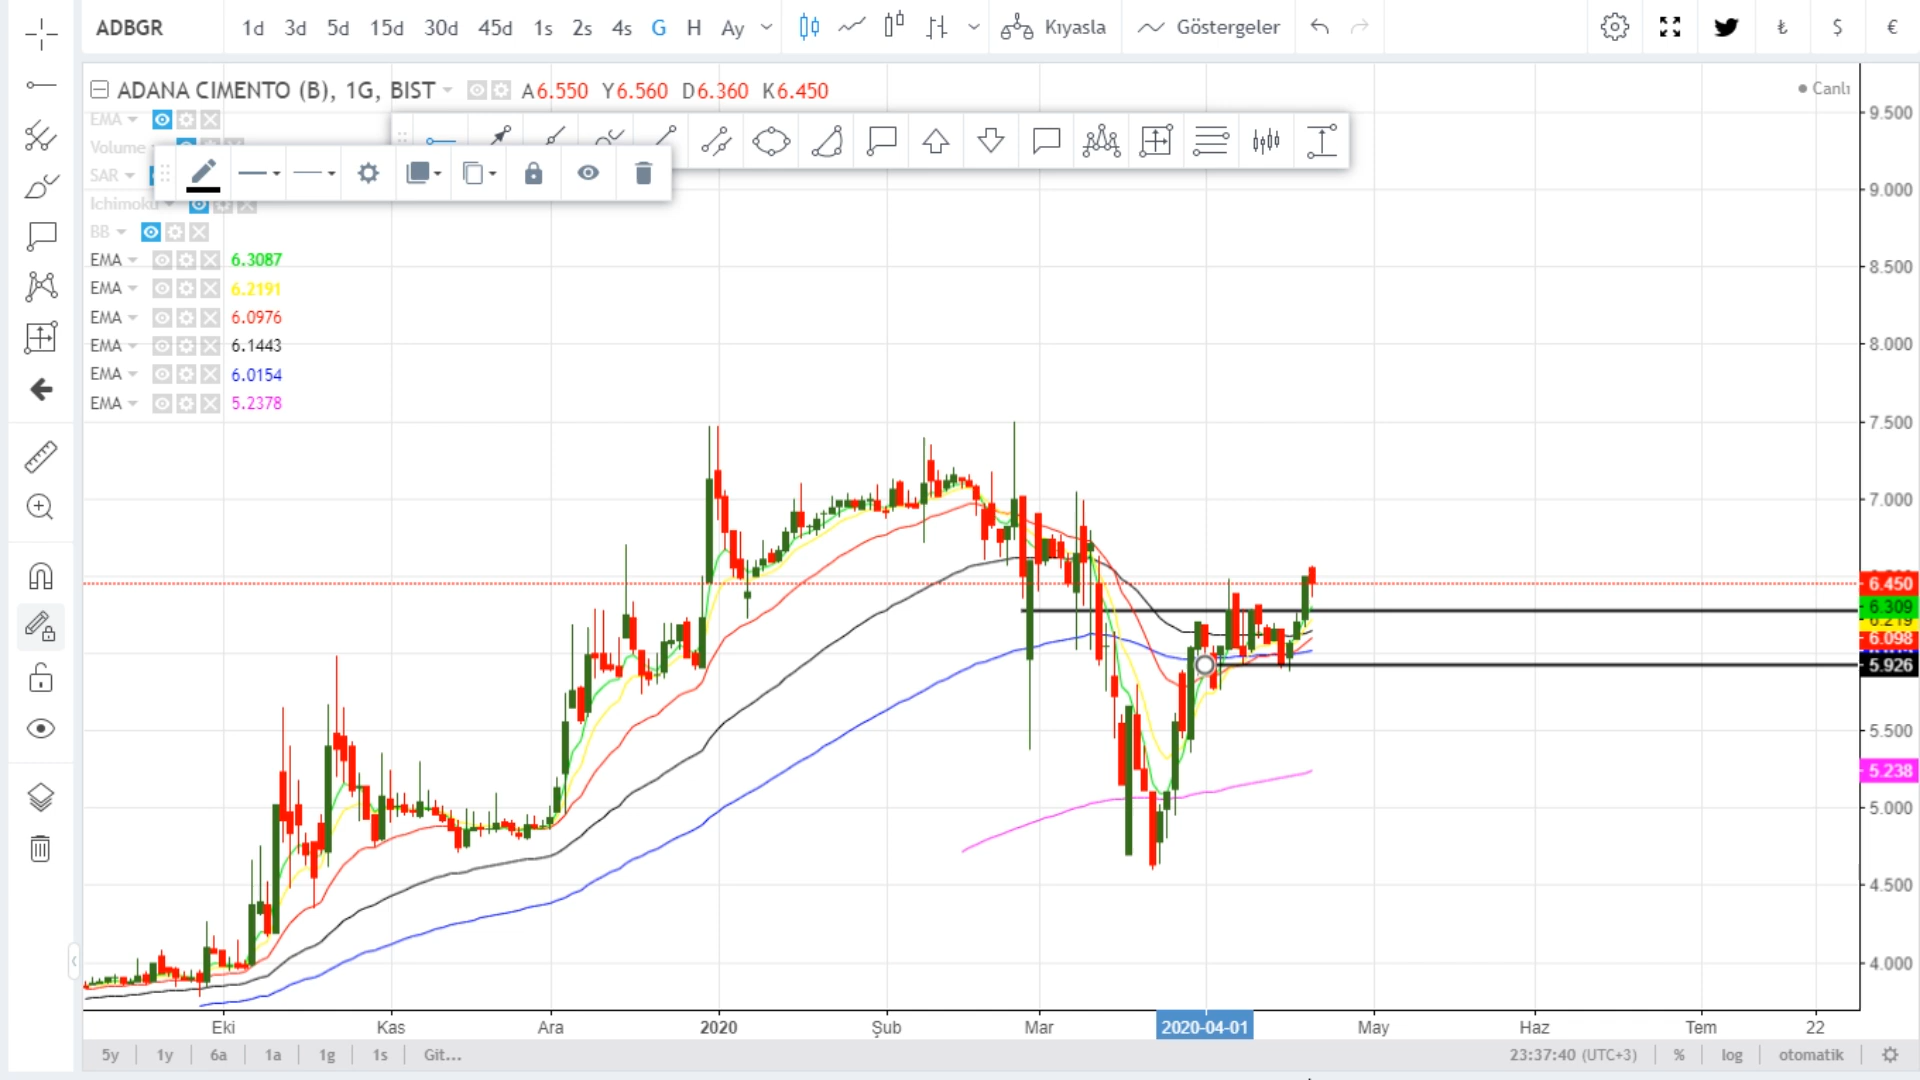 ADBGR 1d 3d 5d 15d 30d 45d 1s 2s 4s G H Ay Kıyasla Göstergeler ₺ $ €
ADANA CIMENTO (B), 1G, BIST A6.550 Y6.560 D6.360 K6.450
Canlı
EMA
Volume
SAR
Ichimoku
BB
EMA 6.3087
EMA 6.2191
EMA 6.0976
EMA 6.1443
EMA 6.0154
EMA 5.2378
9.500
9.000
8.500
8.000
7.500
7.000
6.450
6.309
6.219
6.098
5.926
5.500
5.238
5.000
4.500
4.000
Eki Kas Ara 2020 Şub Mar 2020-04-01 May Haz Tem 22
5y 1y 6a 1a 1g 1s Git... 23:37:40 (UTC+3) % log otomatik